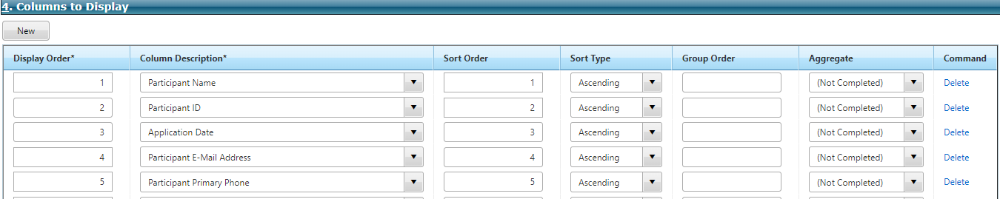 4. Columns to Display
New
Display Order* Column Description* Sort Order Sort Type Group Order Aggregate Command
1 Participant Name 1 Ascending (Not Completed) Delete
2 Participant ID 2 Ascending (Not Completed) Delete
3 Application Date 3 Ascending (Not Completed) Delete
4 Participant E-Mail Address 4 Ascending (Not Completed) Delete
5 Participant Primary Phone 5 Ascending (Not Completed) Delete